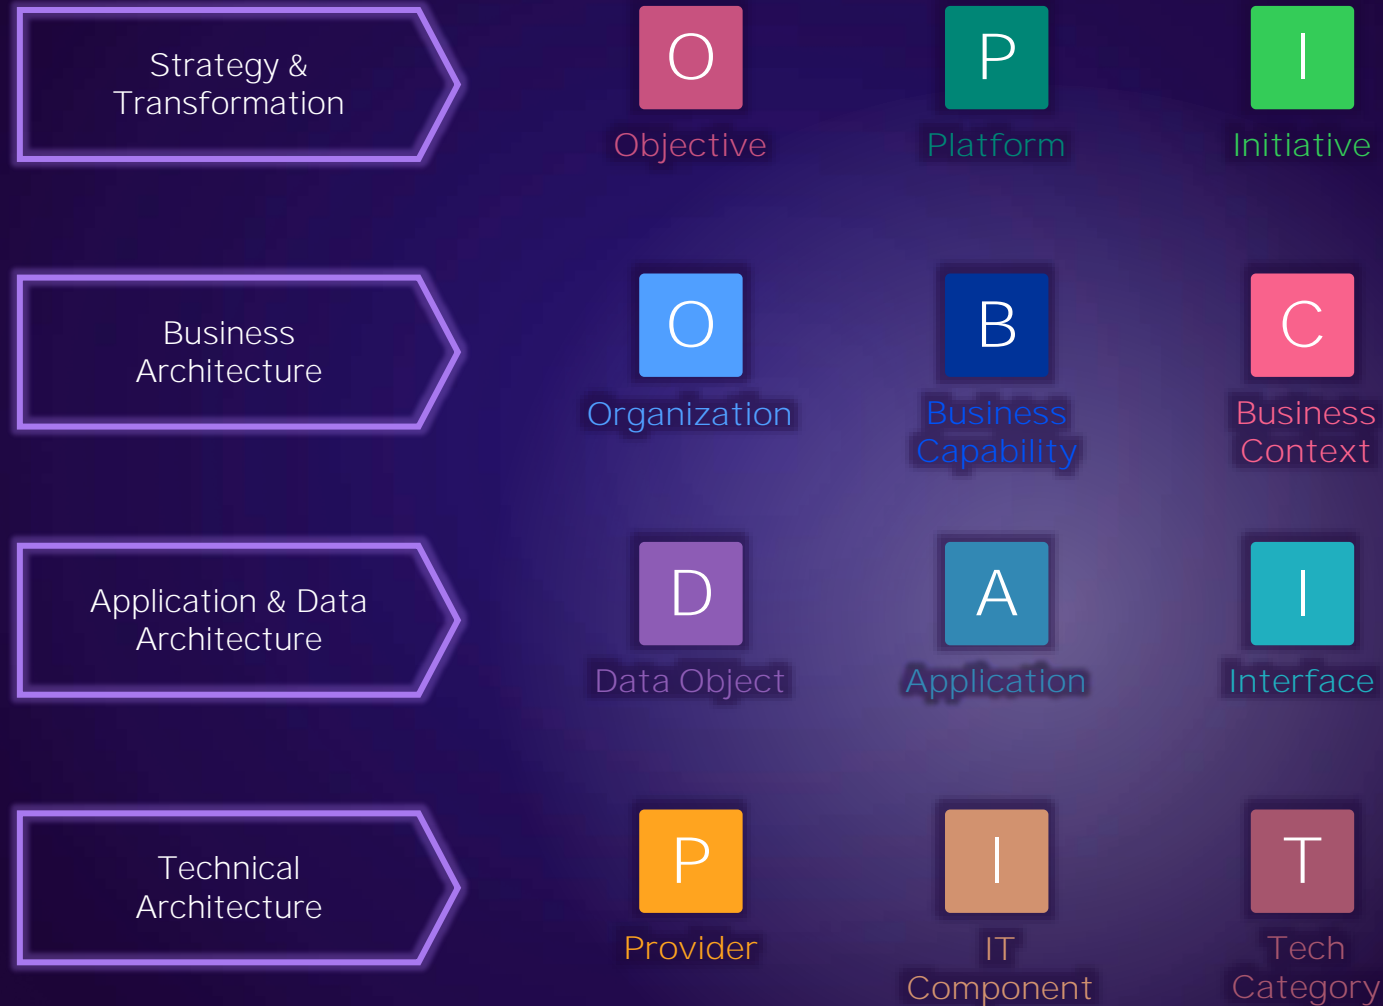 Strategy &
Transformation
O
P
I
Objective
Platform
Initiative
Business
Architecture
O
B
C
Organization
Business
Capability
Business
Context
Application & Data
Architecture
D
A
I
Data Object
Application
Interface
Technical
Architecture
P
I
T
Provider
IT
Component
Tech
Category